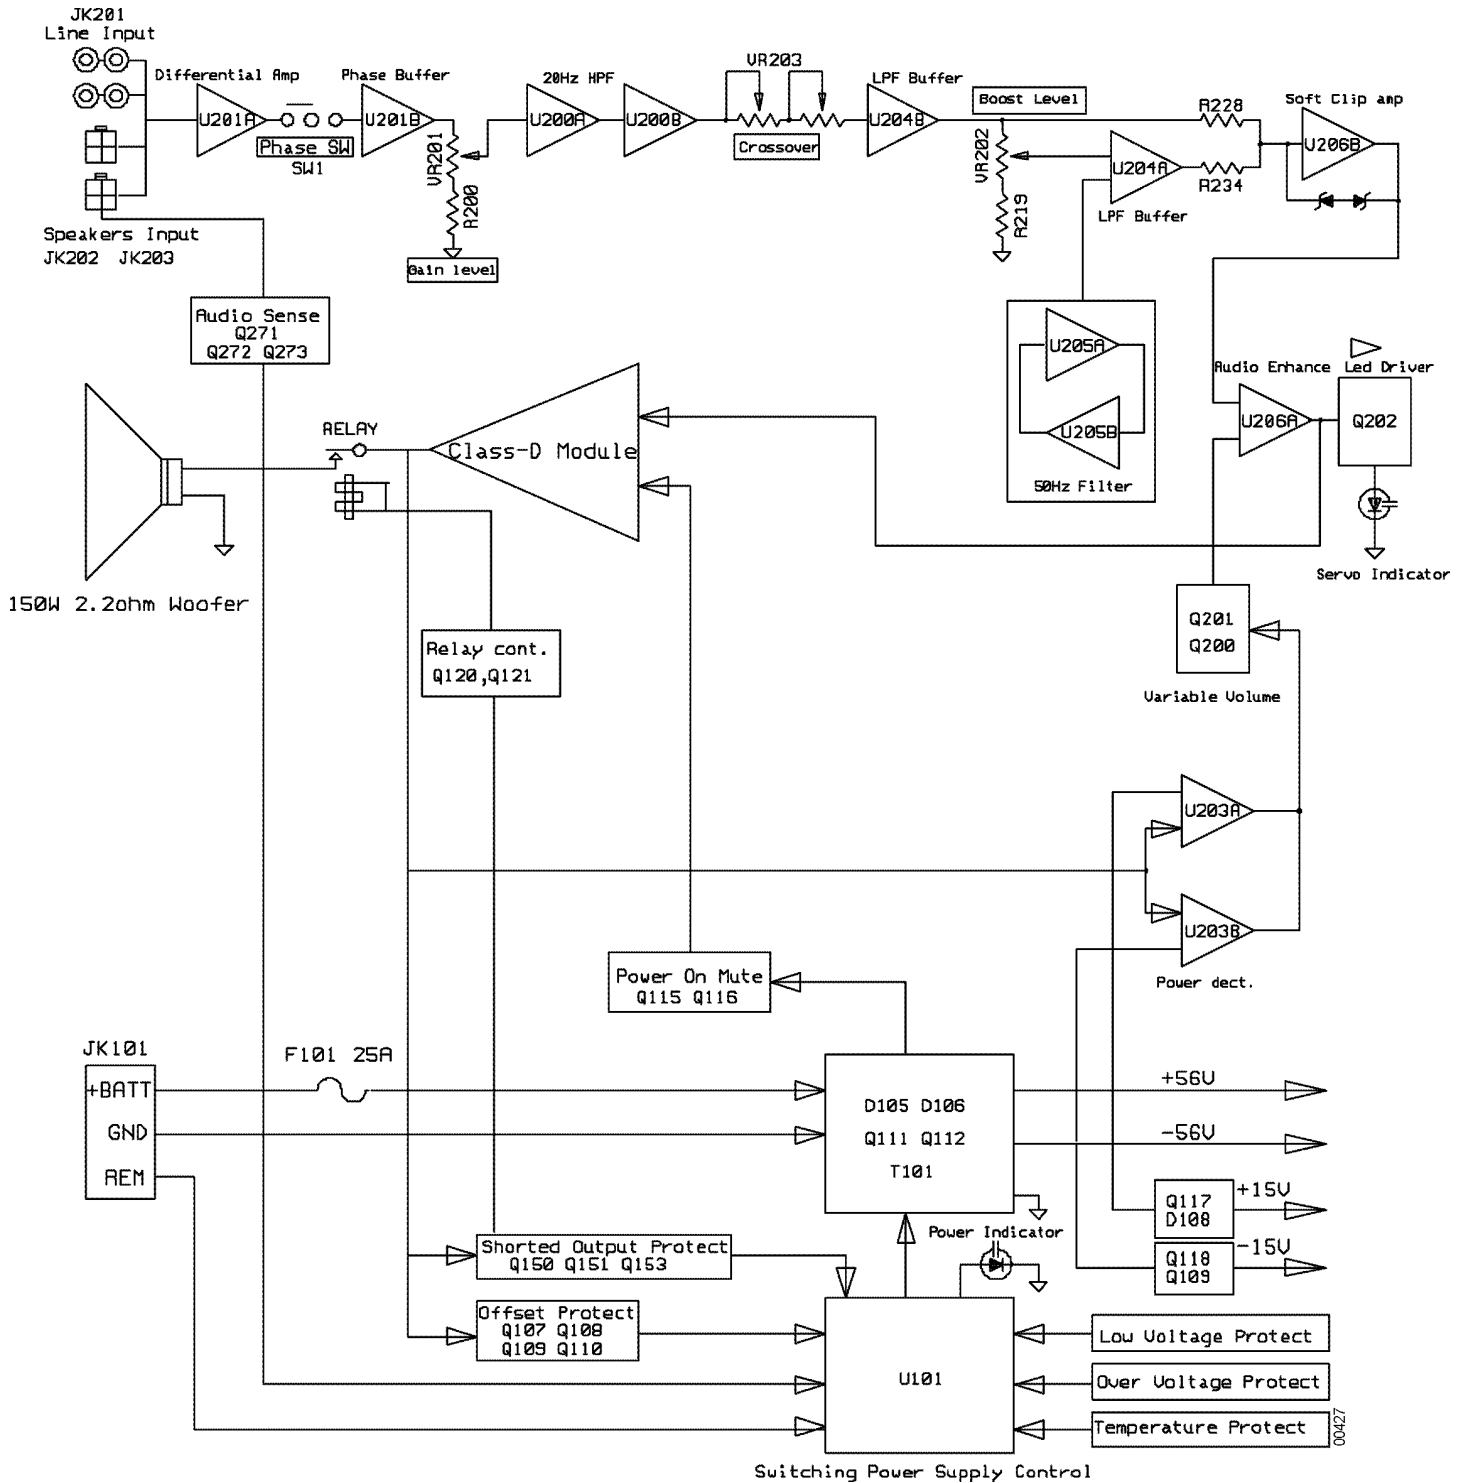 JK201
Line Input
Differential Amp
Phase Buffer
20Hz HPF
VR203
LPF Buffer
Boost Level
R228
Soft Clip amp
U201A
Phase SW
SW1
U201B
VR201
R200
Gain level
U200A
U200B
Crossover
U204B
VR202
R219
U204A
LPF Buffer
R234
U206B
Speakers Input
JK202 JK203
Audio Sense
Q271
Q272 Q273
U205A
U205B
50Hz Filter
Audio Enhance
Led Driver
U206A
Q202
Servo Indicator
RELAY
Class-D Module
150W 2.2ohm Woofer
Relay cont.
Q120,Q121
Q201
Q200
Variable Volume
U203A
U203B
Power dect.
Power On Mute
Q115 Q116
JK101
F101 25A
+BATT
GND
REM
D105 D106
Q111 Q112
T101
+56V
-56V
Q117
D108
+15V
Q118
Q109
-15V
Power Indicator
Shorted Output Protect
Q150 Q151 Q153
Offset Protect
Q107 Q108
Q109 Q110
U101
Low Voltage Protect
Over Voltage Protect
Temperature Protect
00427
Switching Power Supply Control